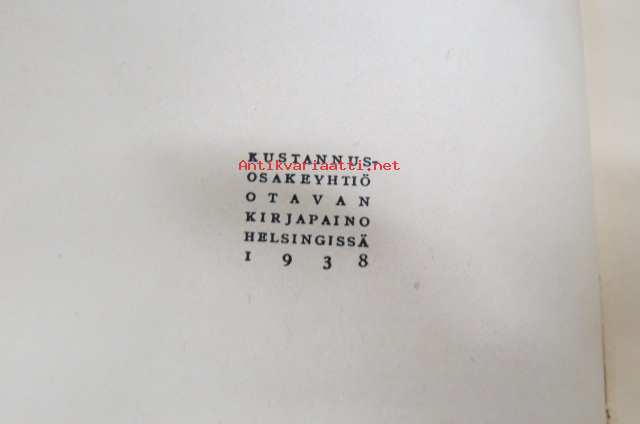 KUSTANNUS-
Antikvariaatti.net
OSAKEYHTIÖ
OTAVAN
KIRJAPAINO
HELSINGISSÄ
1938